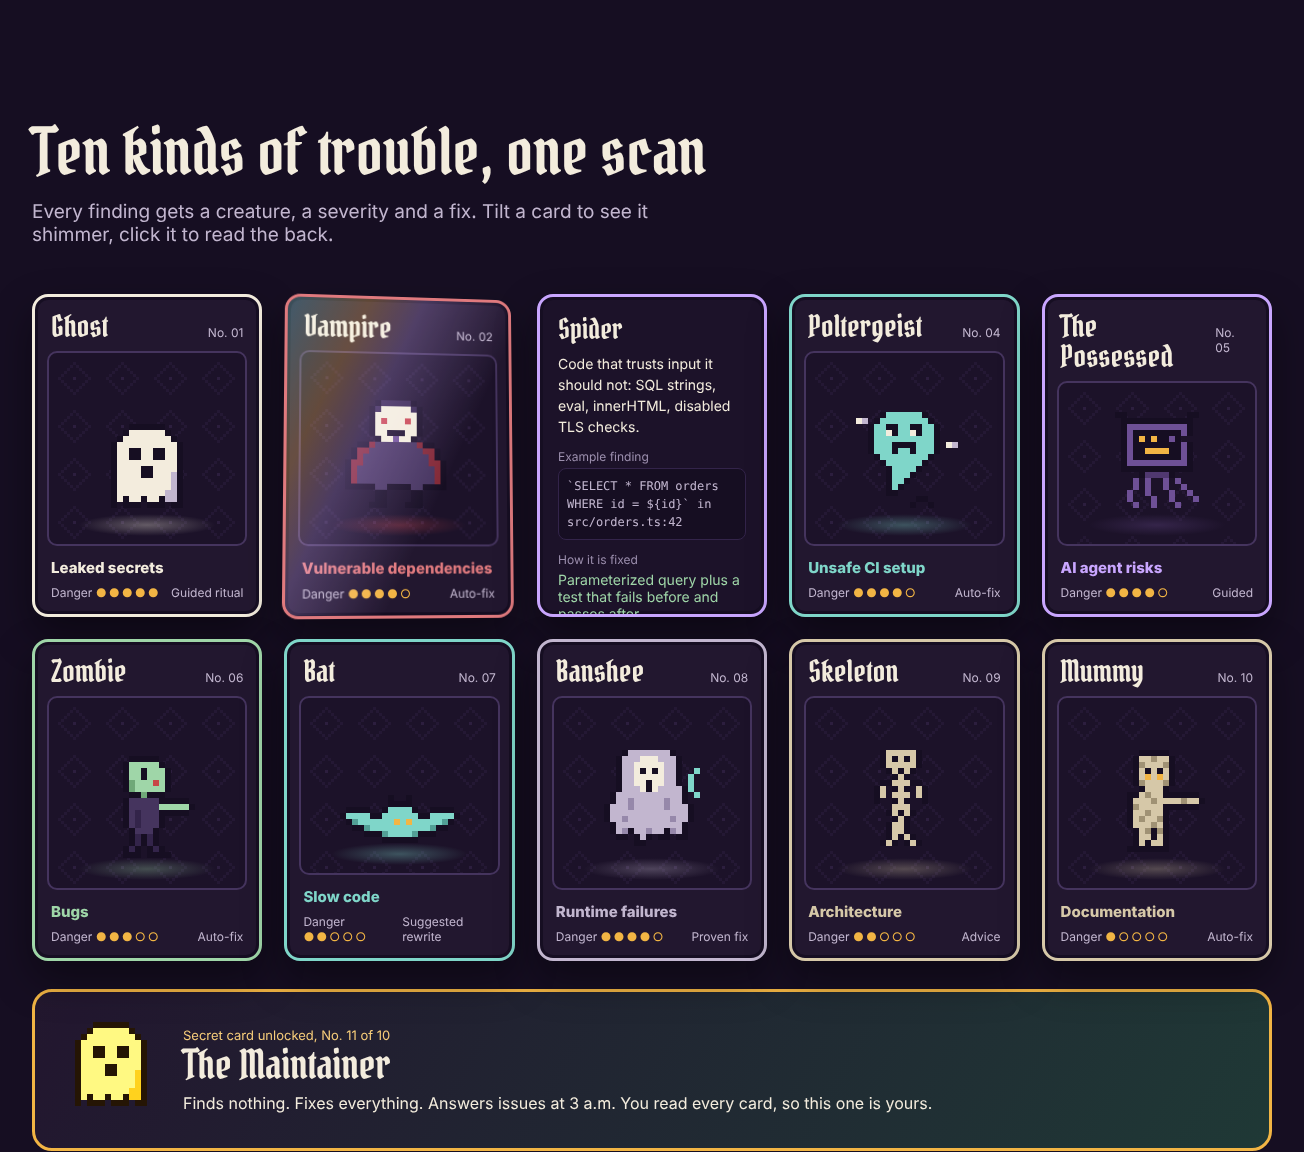 Ten kinds of trouble, one scan
Every finding gets a creature, a severity and a fix. Tilt a card to see it
shimmer, click it to read the back.
Ghost
No. 01
Leaked secrets
Danger
Guided ritual
Vampire
No. 02
Vulnerable dependencies
Danger
Auto-fix
Spider
Code that trusts input it
should not: SQL strings,
eval, innerHTML, disabled
TLS checks.
Example finding
`SELECT * FROM orders
WHERE id = ${id}` in
src/orders.ts:42
How it is fixed
Parameterized query plus a
test that fails before and
passes after
Poltergeist
No. 04
Unsafe CI setup
Danger
Auto-fix
The
Possessed
No.
05
AI agent risks
Danger
Guided
Zombie
No. 06
Bugs
Danger
Auto-fix
Bat
No. 07
Slow code
Danger
Suggested
rewrite
Banshee
No. 08
Runtime failures
Danger
Proven fix
Skeleton
No. 09
Architecture
Danger
Advice
Mummy
No. 10
Documentation
Danger
Auto-fix
Secret card unlocked, No. 11 of 10
The Maintainer
Finds nothing. Fixes everything. Answers issues at 3 a.m. You read every card, so this one is yours.